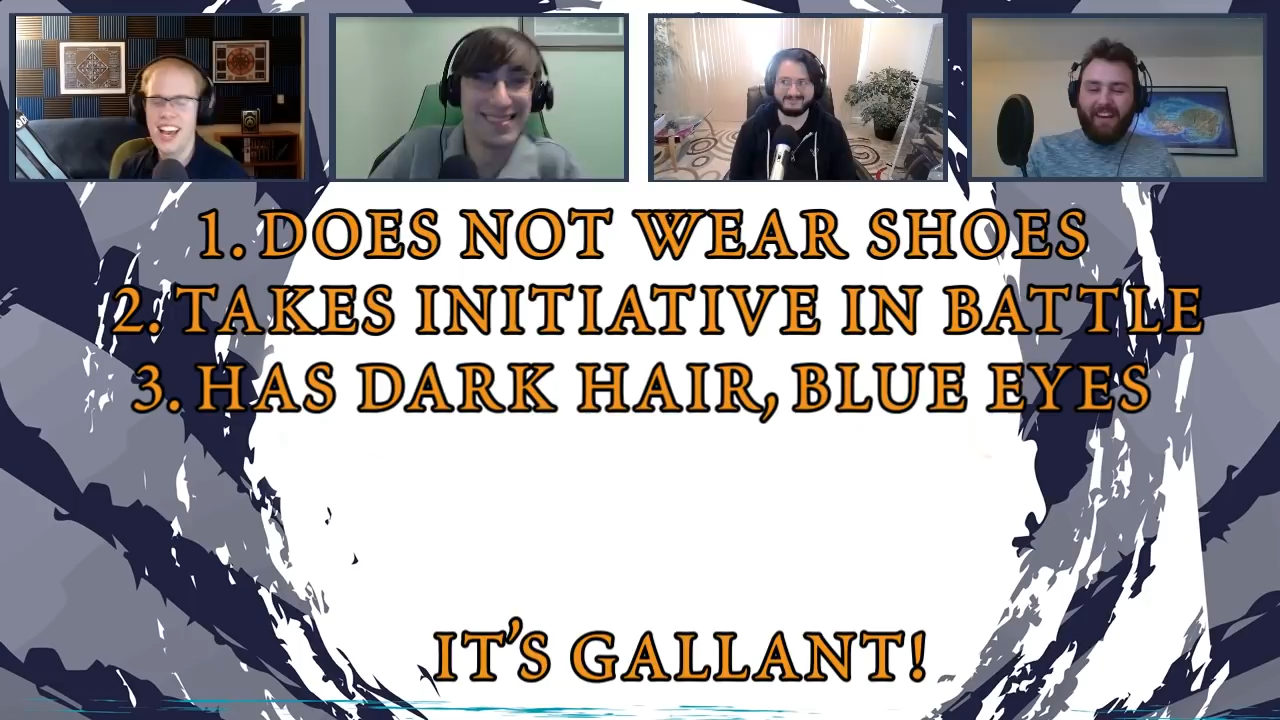 1. DOES NOT WEAR SHOES
2. TAKES INITIATIVE IN BATTLE
3. HAS DARK HAIR, BLUE EYES
IT'S GALLANT!